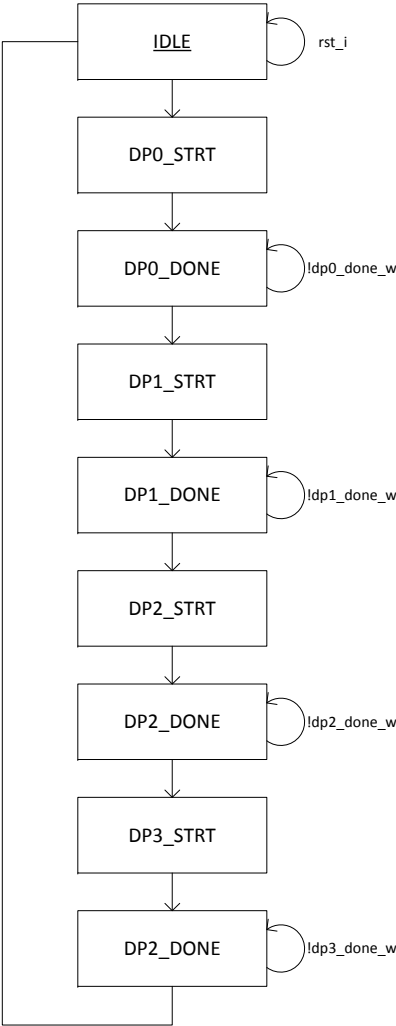 IDLE
rst_i
DP0_STRT
DP0_DONE
!dp0_done_w
DP1_STRT
DP1_DONE
!dp1_done_w
DP2_STRT
DP2_DONE
!dp2_done_w
DP3_STRT
DP2_DONE
!dp3_done_w